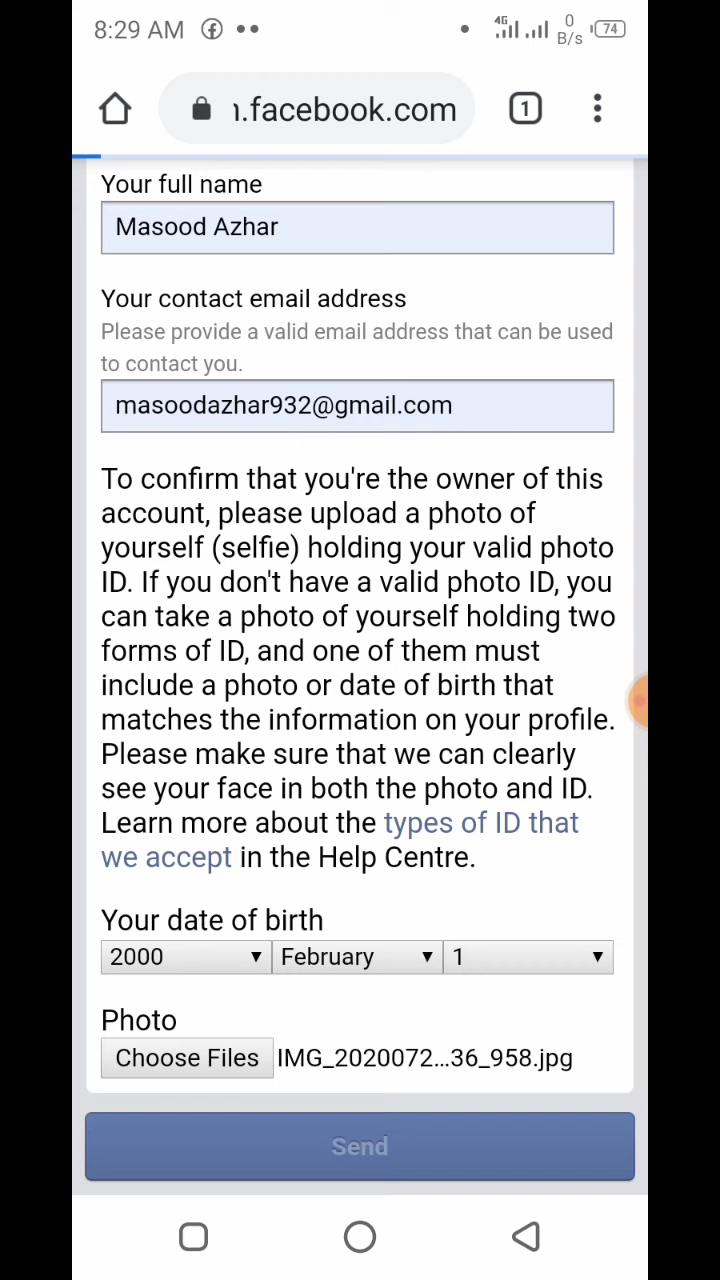 8:29 AM
4G
0
B/s
74
1
.facebook.com
Your full name
Masood Azhar
Your contact email address
Please provide a valid email address that can be used
to contact you.
masoodazhar932@gmail.com
To confirm that you're the owner of this
account, please upload a photo of
yourself (selfie) holding your valid photo
ID. If you don't have a valid photo ID, you
can take a photo of yourself holding two
forms of ID, and one of them must
include a photo or date of birth that
matches the information on your profile.
Please make sure that we can clearly
see your face in both the photo and ID.
Learn more about the types of ID that
we accept in the Help Centre.
Your date of birth
2000 February 1
Photo
Choose Files IMG_2020072...36_958.jpg
Send